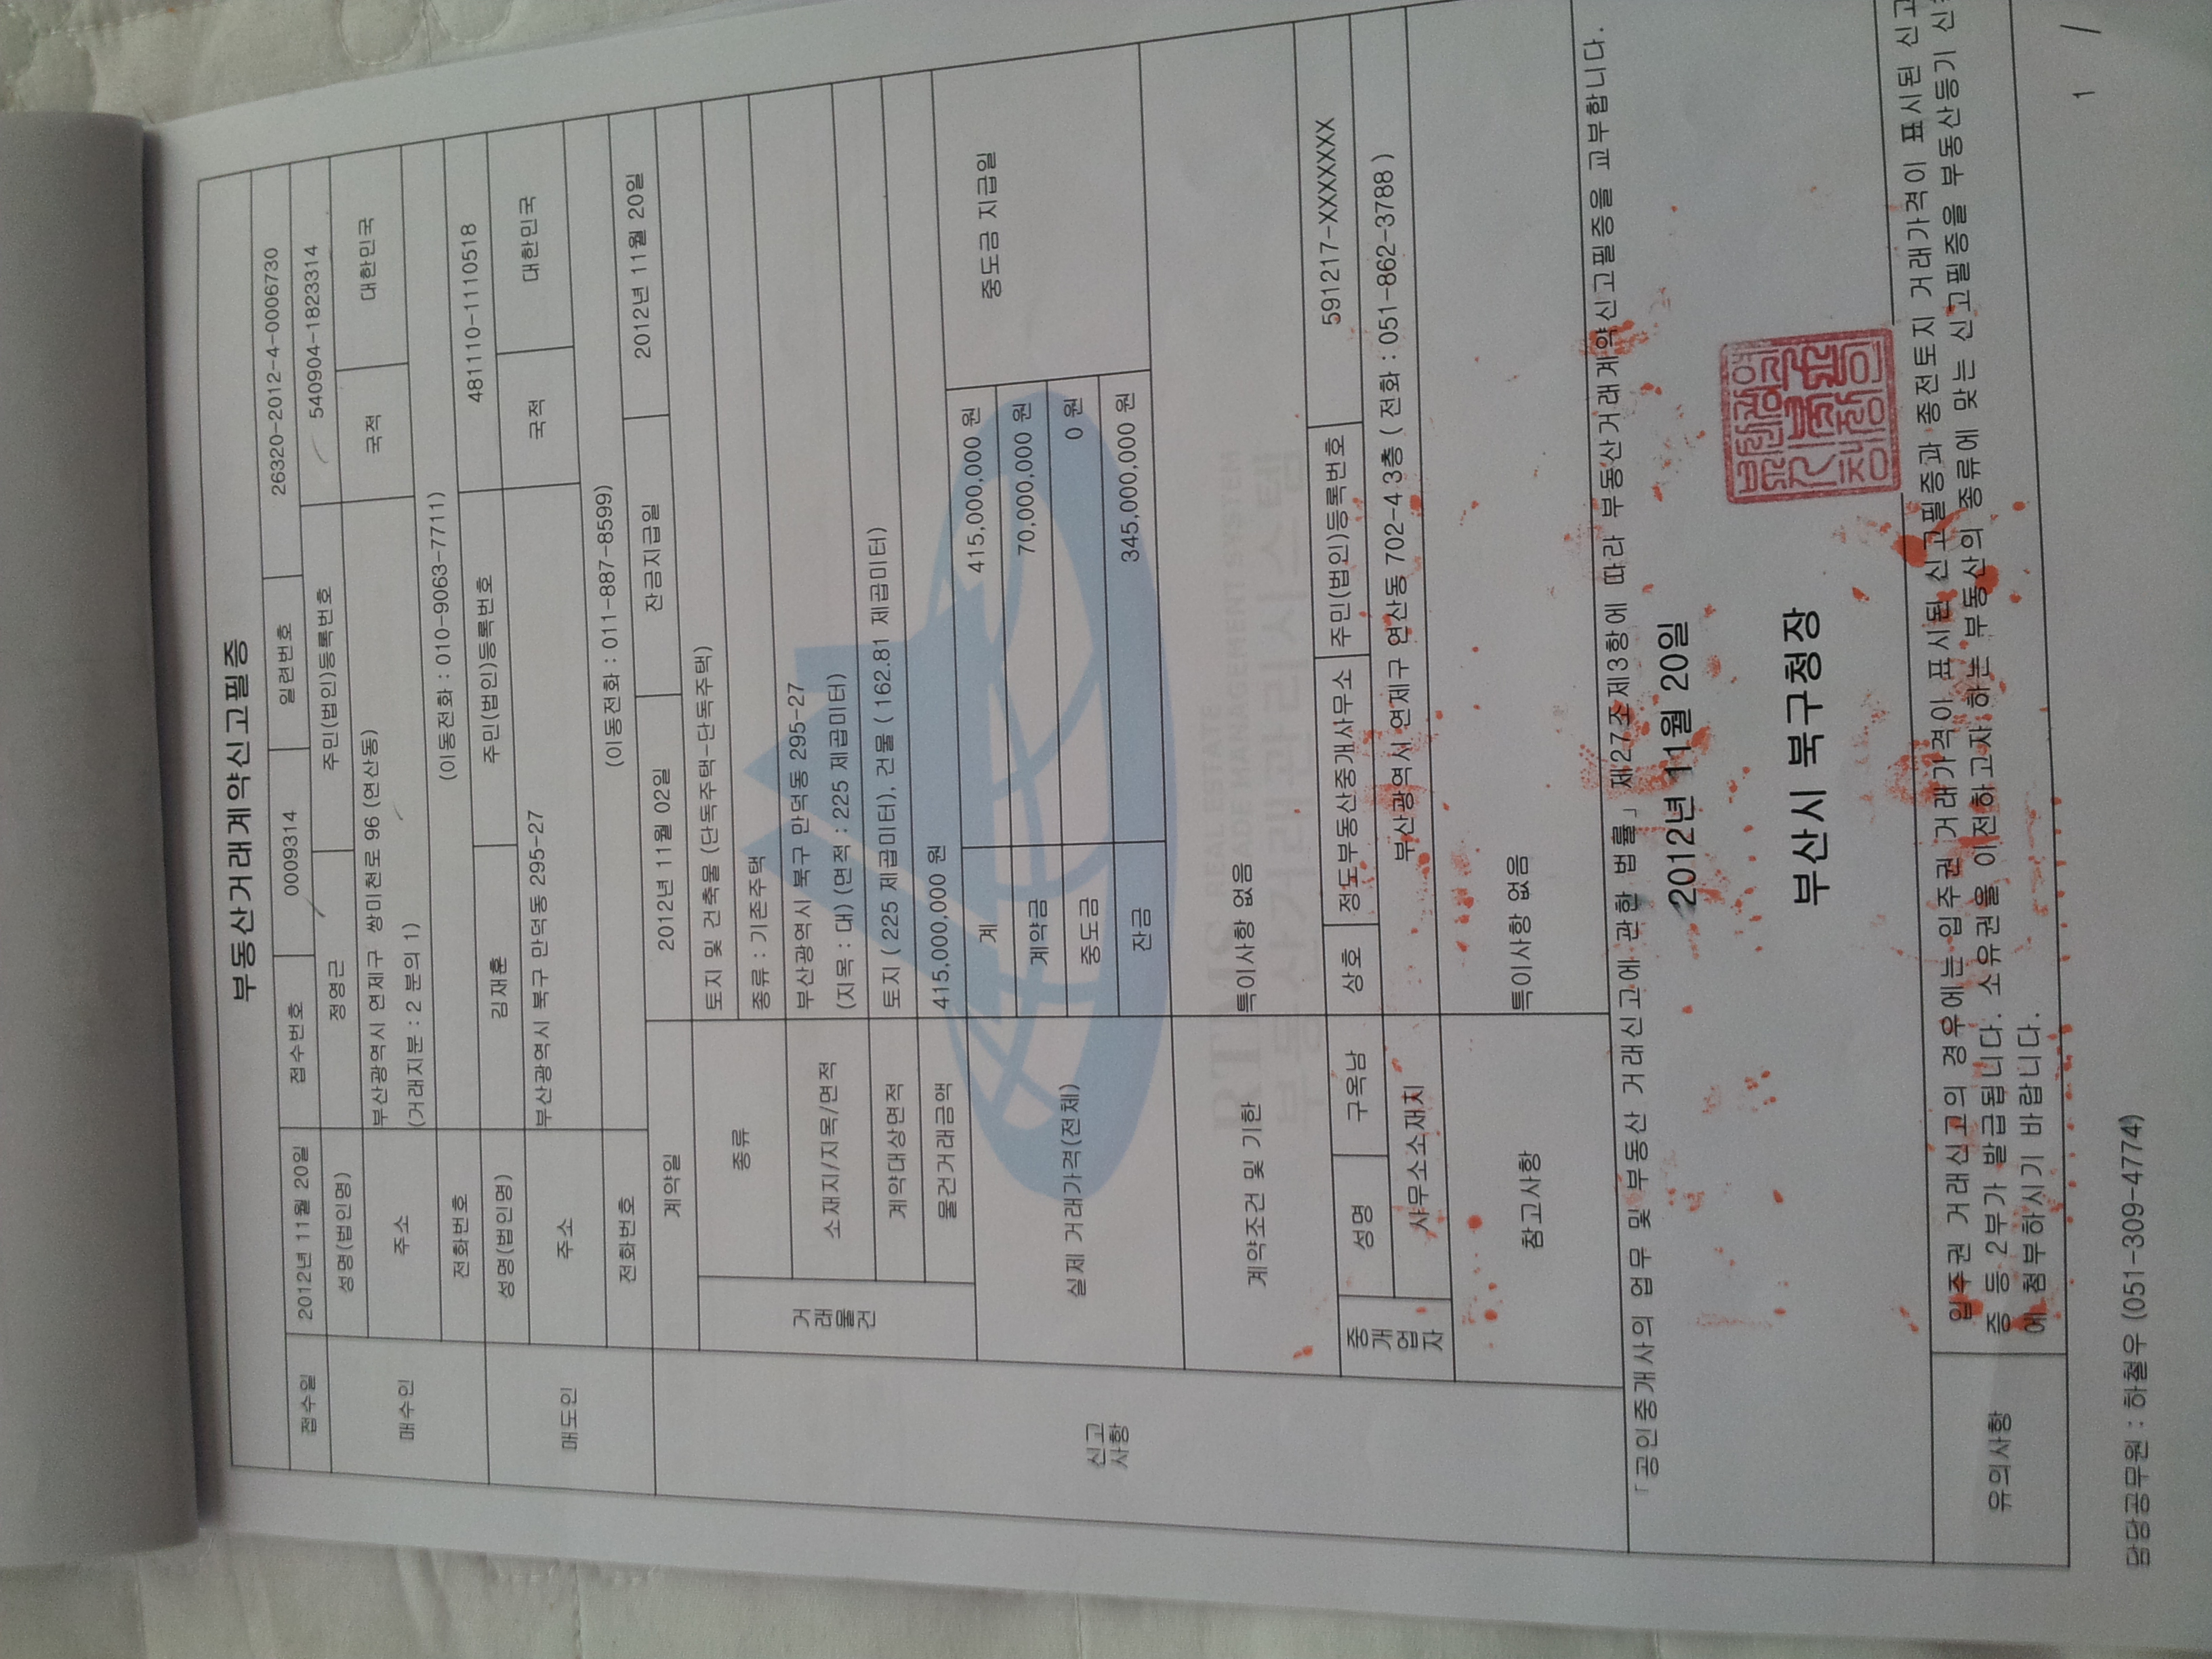 부동산거래계약신고필증
접수일 2012년 11월 20일 접수번호 0009314 일련번호 26320-2012-4-0006730
매수인 성명(법인명) 정영근 주민(법인)등록번호 540904-1823314
주소 부산광역시 연제구 쌍미천로 96 (연산동) 국적 대한민국
(거래지분 : 2 분의 1)
전화번호 (이동전화 : 010-9063-7711)
매도인 성명(법인명) 김재훈 주민(법인)등록번호 481110-1110518
주소 부산광역시 북구 만덕동 295-27 국적 대한민국
전화번호 (이동전화 : 011-887-8599)
신고
사항
계약일 2012년 11월 02일 잔금지급일 2012년 11월 20일
거
래
물
건
종류 토지 및 건축물 (단독주택-단독주택)
종류 : 기존주택
소재지/지목/면적 부산광역시 북구 만덕동 295-27
(지목 : 대) (면적 : 225 제곱미터)
계약대상면적 토지 ( 225 제곱미터), 건물 ( 162.81 제곱미터)
물건거래금액 415,000,000 원
실제 거래가격(전체) 계 415,000,000 원 중도금 지급일
계약금 70,000,000 원
중도금 0 원
잔금 345,000,000 원
계약조건 및 기한 특이사항 없음
RTMS REAL ESTATE
TRADE MANAGEMENT SYSTEM
부동산거래관리시스템
중
개
업
자
성명 구옥남 상호 정도부동산중개사무소 주민(법인)등록번호 591217-XXXXXXX
사무소소재지 부산광역시 연제구 연산동 702-4 3층 ( 전화 : 051-862-3788 )
참고사항 특이사항 없음
「공인중개사의 업무 및 부동산 거래신고에 관한 법률」 제27조제3항에 따라 부동산거래계약신고필증을 교부합니다.
2012년 11월 20일
부산시 북구청장
유의사항
입주권 거래신고의 경우에는 입주권 거래가격이 표시된 신고필증과 종전토지 거래가격이 표시된 신고
증 등 2부가 발급됩니다. 소유권을 이전하고자 하는 부동산의 종류에 맞는 신고필증을 부동산등기 신
에 첨부하시기 바랍니다.
담당공무원 : 하철우 (051-309-4774)
1 /